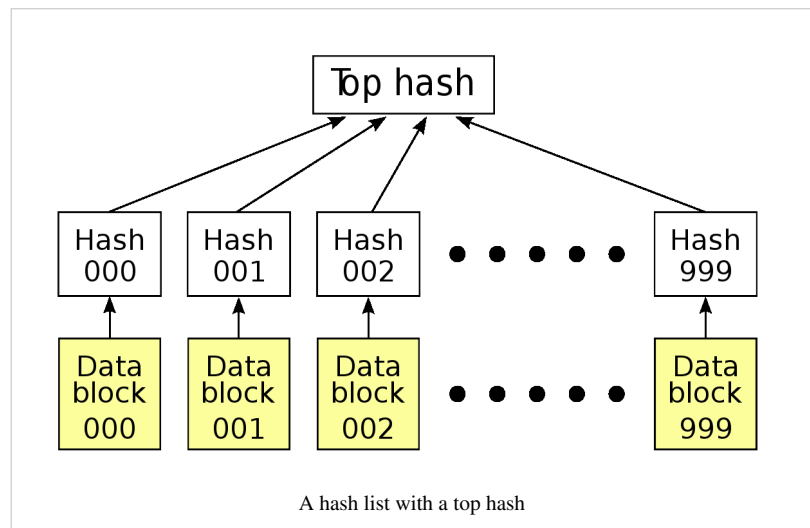 Top hash
Hash Hash Hash Hash
000 001 002 999
Data Data Data Data
block block block block
000 001 002 999
A hash list with a top hash